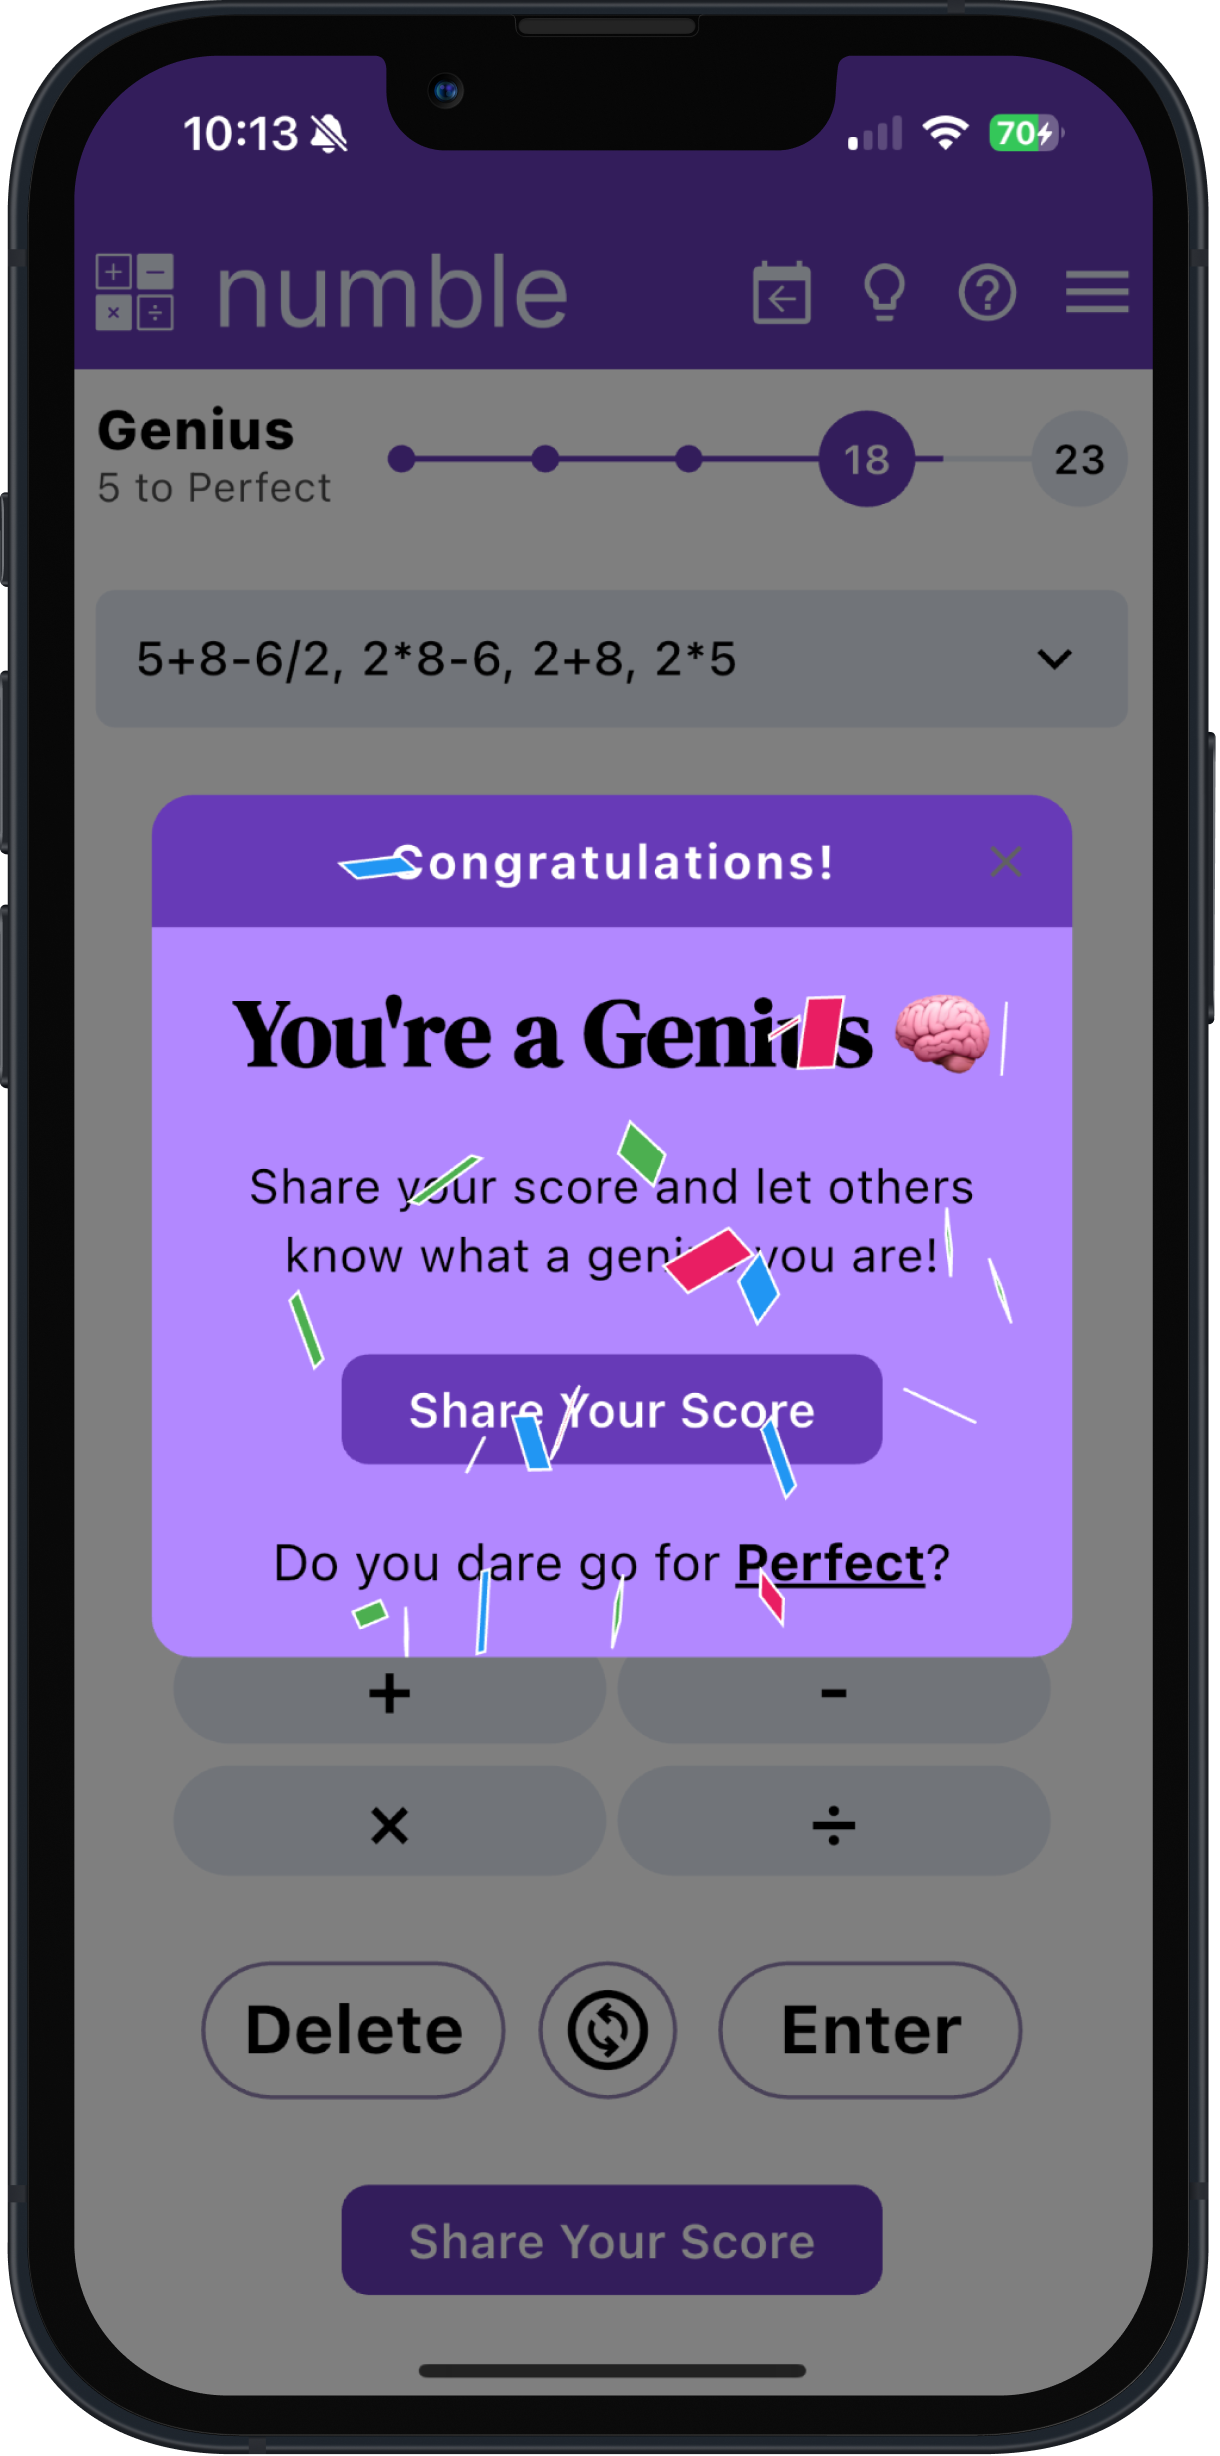 10:13
70
numble
Genius
5 to Perfect
18
23
5+8-6/2, 2*8-6, 2+8, 2*5
Congratulations!
You're a Genius
Share your score and let others
know what a genius you are!
Share Your Score
Do you dare go for Perfect?
+
-
×
÷
Delete
Enter
Share Your Score